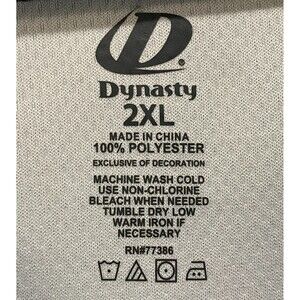 Dynasty
2XL
MADE IN CHINA
100% POLYESTER
EXCLUSIVE OF DECORATION
MACHINE WASH COLD
USE NON-CHLORINE
BLEACH WHEN NEEDED
TUMBLE DRY LOW
WARM IRON IF
NECESSARY
RN#77386